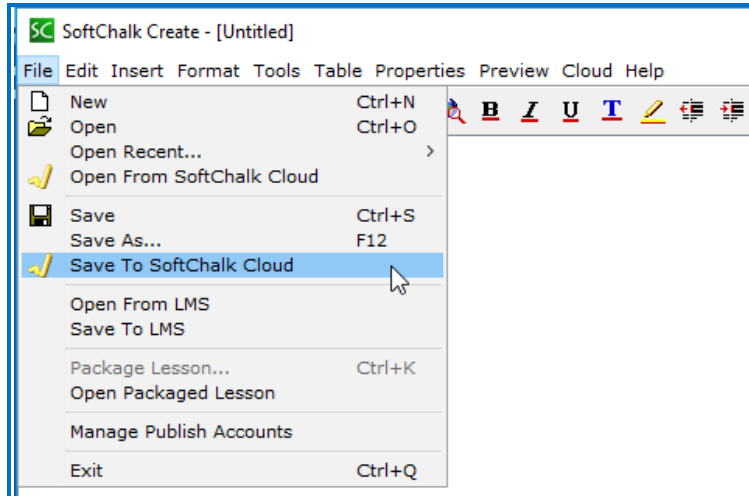 SC SoftChalk Create - [Untitled]
File Edit Insert Format Tools Table Properties Preview Cloud Help
New Ctrl+N
B I U T
Open Ctrl+O
Open Recent... >
Open From SoftChalk Cloud
Save Ctrl+S
Save As... F12
Save To SoftChalk Cloud
Open From LMS
Save To LMS
Package Lesson... Ctrl+K
Open Packaged Lesson
Manage Publish Accounts
Exit Ctrl+Q